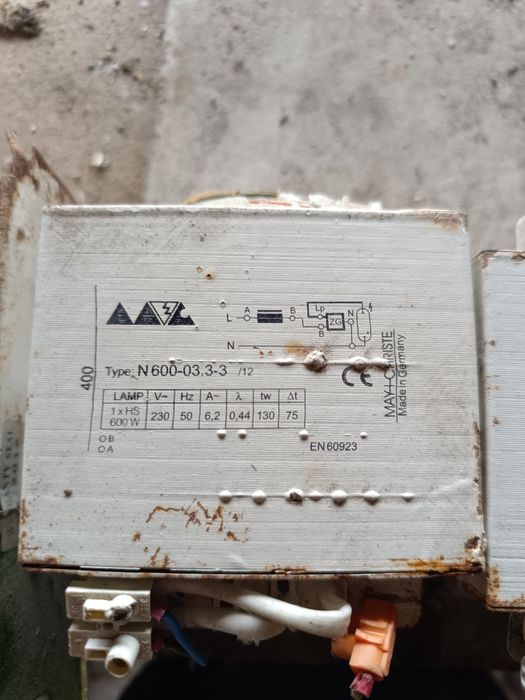 A B Lp N
L ZG
B
N
400
Type N 600-03,3-3 /12
LAMP V~ Hz A~ λ tw Δt
1 x HS 600 W 230 50 6,2 0,44 130 75
B
A
EN 60923
CE
MAY+CHRISTE
Made in Germany